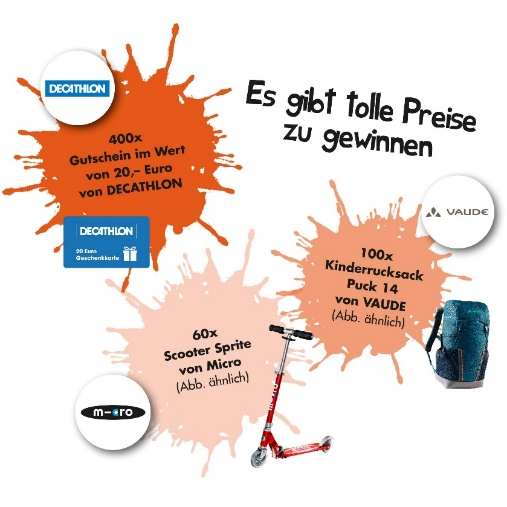 Es gibt tolle Preise
zu gewinnen
DECATHLON
400x
Gutschein im Wert
von 20,– Euro
von DECATHLON
DECATHLON
20 Euro
Geschenkkarte
VAUDE
100x
Kinderrucksack
Puck 14
von VAUDE
(Abb. ähnlich)
60x
Scooter Sprite
von Micro
(Abb. ähnlich)
micro